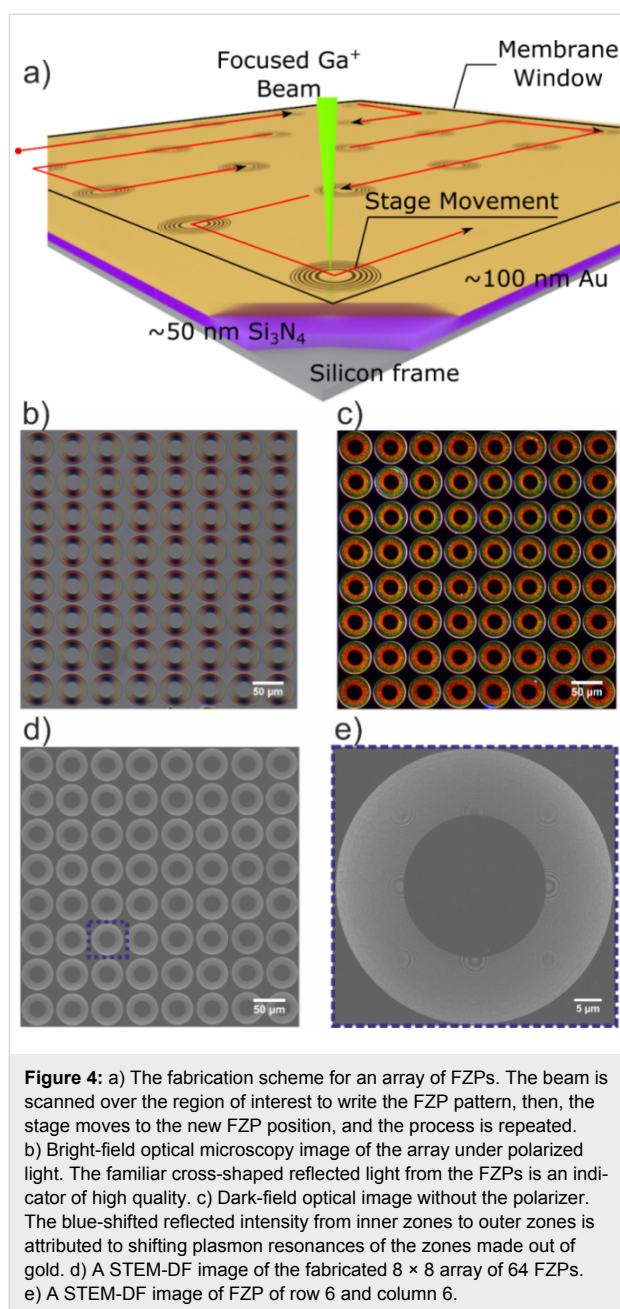 a)
Focused Ga⁺
Beam
Membrane
Window
Stage Movement
~100 nm Au
~50 nm Si₃N₄
Silicon frame
b)
c)
50 µm
50 µm
d)
e)
50 µm
5 µm
Figure 4: a) The fabrication scheme for an array of FZPs. The beam is
scanned over the region of interest to write the FZP pattern, then, the
stage moves to the new FZP position, and the process is repeated.
b) Bright-field optical microscopy image of the array under polarized
light. The familiar cross-shaped reflected light from the FZPs is an indi-
cator of high quality. c) Dark-field optical image without the polarizer.
The blue-shifted reflected intensity from inner zones to outer zones is
attributed to shifting plasmon resonances of the zones made out of
gold. d) A STEM-DF image of the fabricated 8 × 8 array of 64 FZPs.
e) A STEM-DF image of FZP of row 6 and column 6.